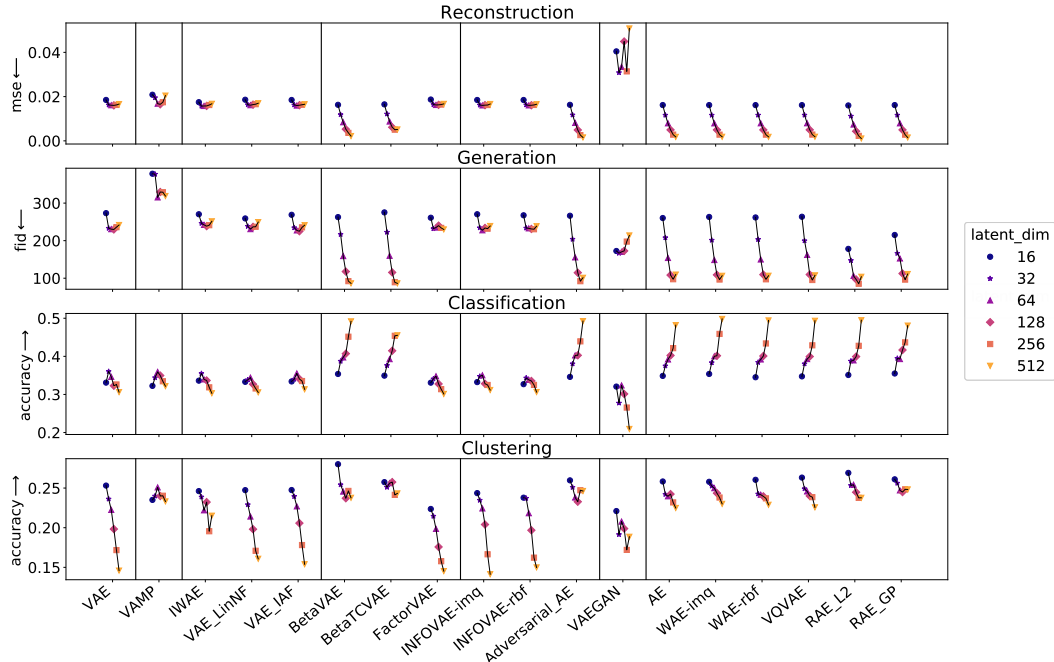 Reconstruction
mse ⟵
0.04
0.02
0.00
Generation
fid ⟵
300
200
100
Classification
accuracy ⟶
0.5
0.4
0.3
0.2
Clustering
accuracy ⟶
0.25
0.20
0.15
VAE
VAMP
IWAE
VAE_LinNF
VAE_IAF
BetaVAE
BetaTCVAE
FactorVAE
INFOVAE-imq
INFOVAE-rbf
Adversarial_AE
VAEGAN
AE
WAE-imq
WAE-rbf
VQVAE
RAE_L2
RAE_GP
latent_dim
16
32
64
128
256
512